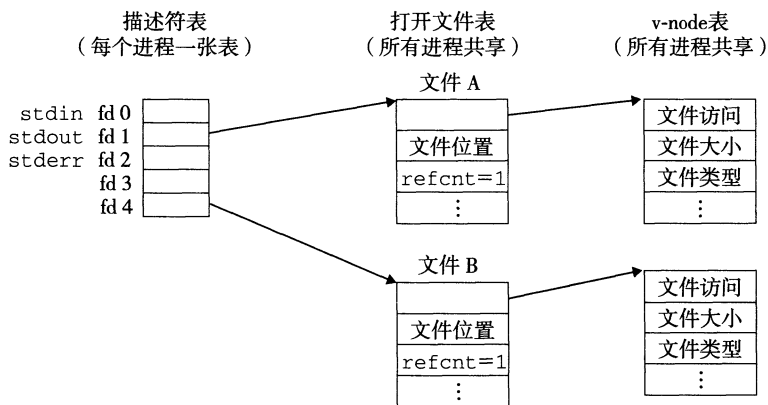 描述符表 打开文件表 v-node表
（每个进程一张表） （所有进程共享） （所有进程共享）
文件 A
stdin fd 0
stdout fd 1
stderr fd 2
fd 3
fd 4
文件位置
refcnt=1
⋮
文件访问
文件大小
文件类型
⋮
文件 B
文件位置
refcnt=1
⋮
文件访问
文件大小
文件类型
⋮